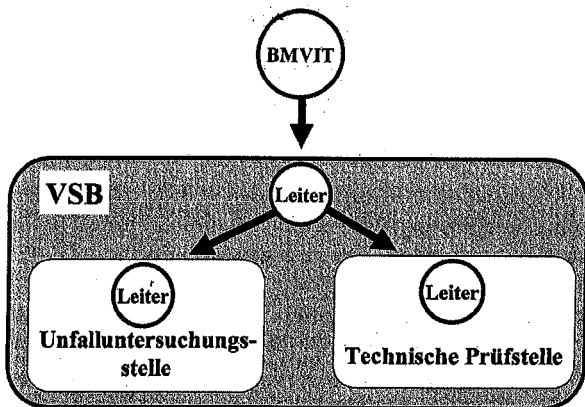 BMVIT
VSB
Leiter
Leiter
Unfalluntersuchungs-
stelle
Leiter
Technische Prüfstelle